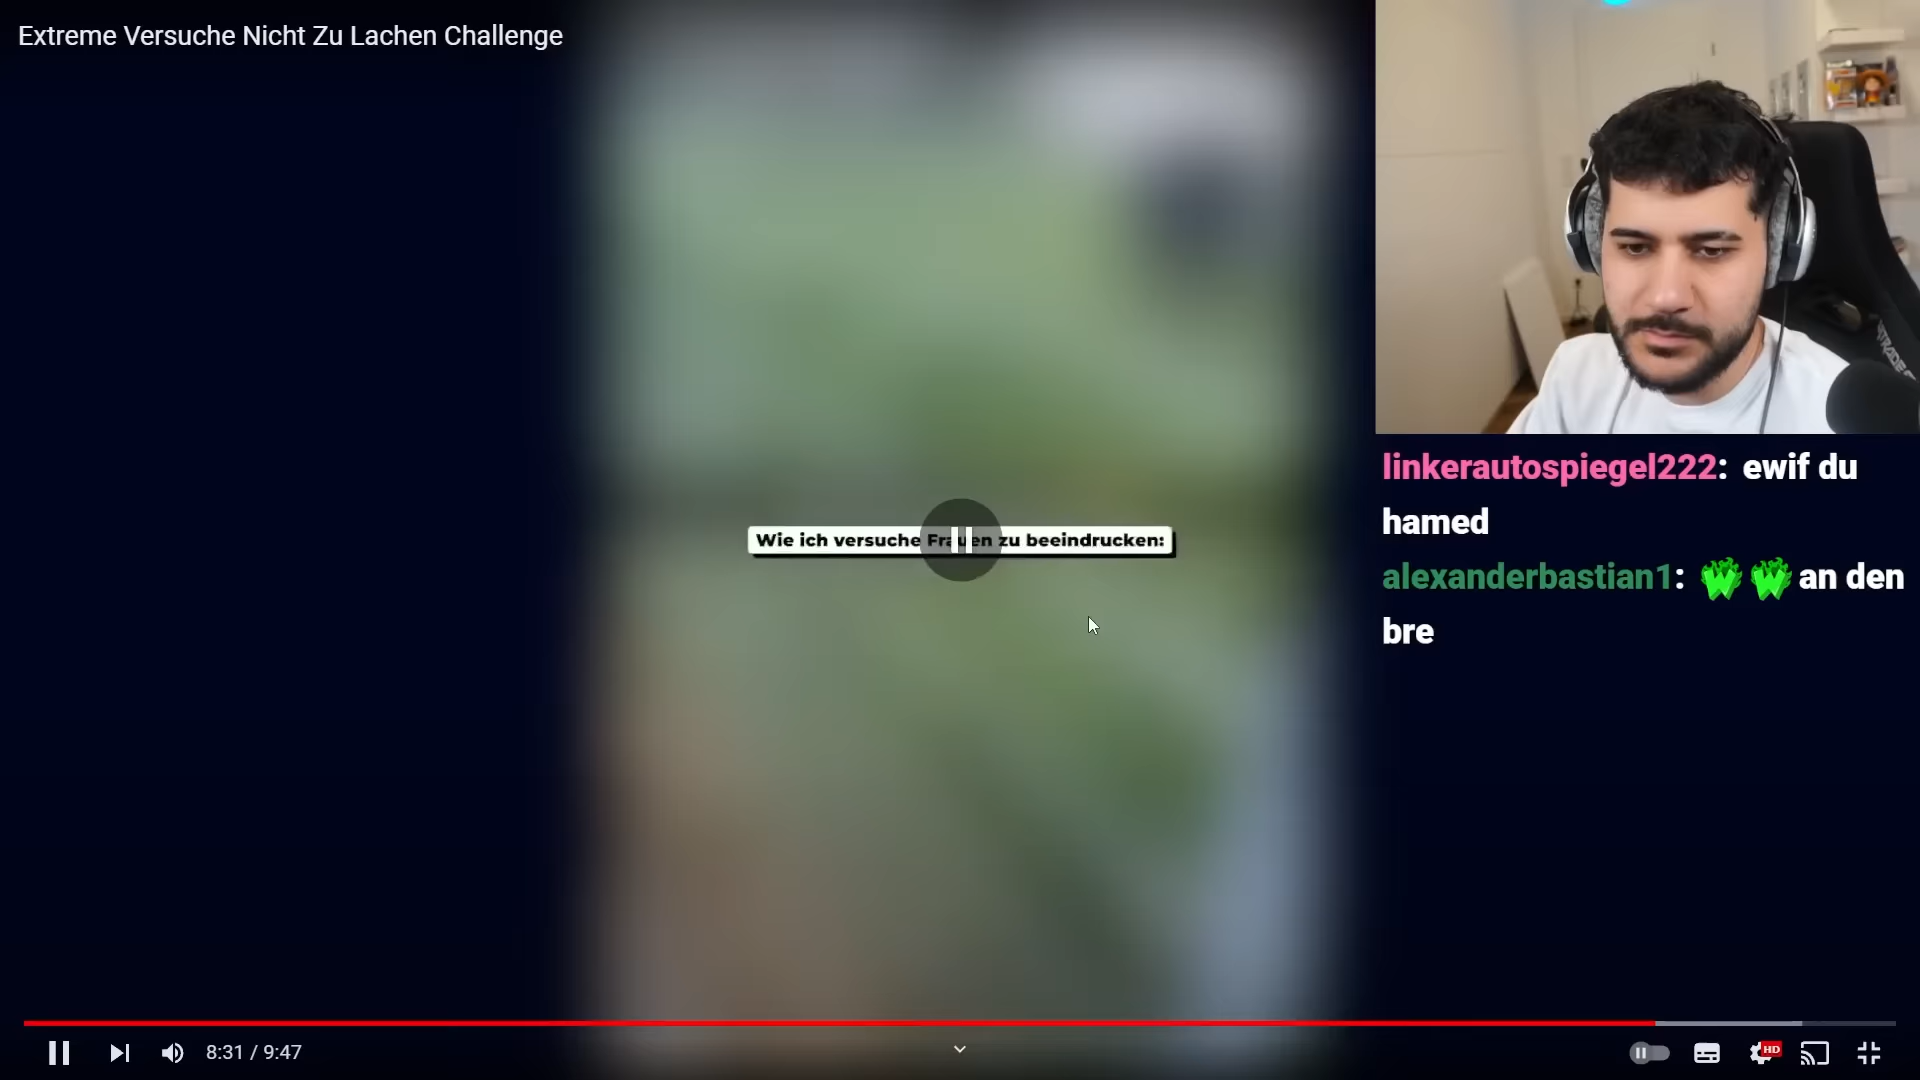 Extreme Versuche Nicht Zu Lachen Challenge
Wie ich versuche Frauen zu beeindrucken:
linkerautospiegel222: ewif du
hamed
alexanderbastian1: W W an den
bre
8:31 / 9:47
HD